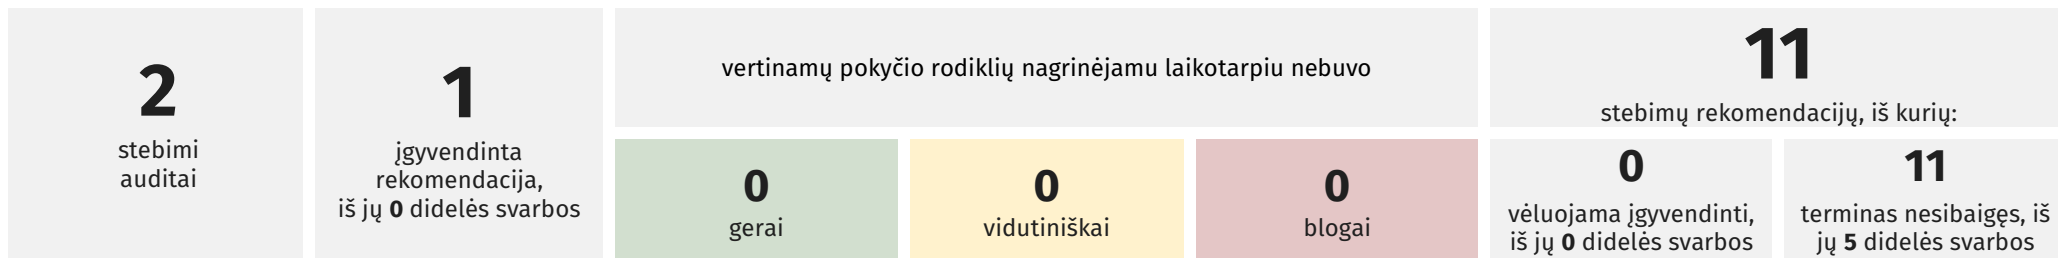 2
stebimi
auditai
1
įgyvendinta
rekomendacija,
iš jų 0 didelės svarbos
vertinamų pokyčio rodiklių nagrinėjamu laikotarpiu nebuvo
0
gerai
0
vidutiniškai
0
blogai
11
stebimų rekomendacijų, iš kurių:
0
vėluojama įgyvendinti,
iš jų 0 didelės svarbos
11
terminas nesibaigęs, iš
jų 5 didelės svarbos